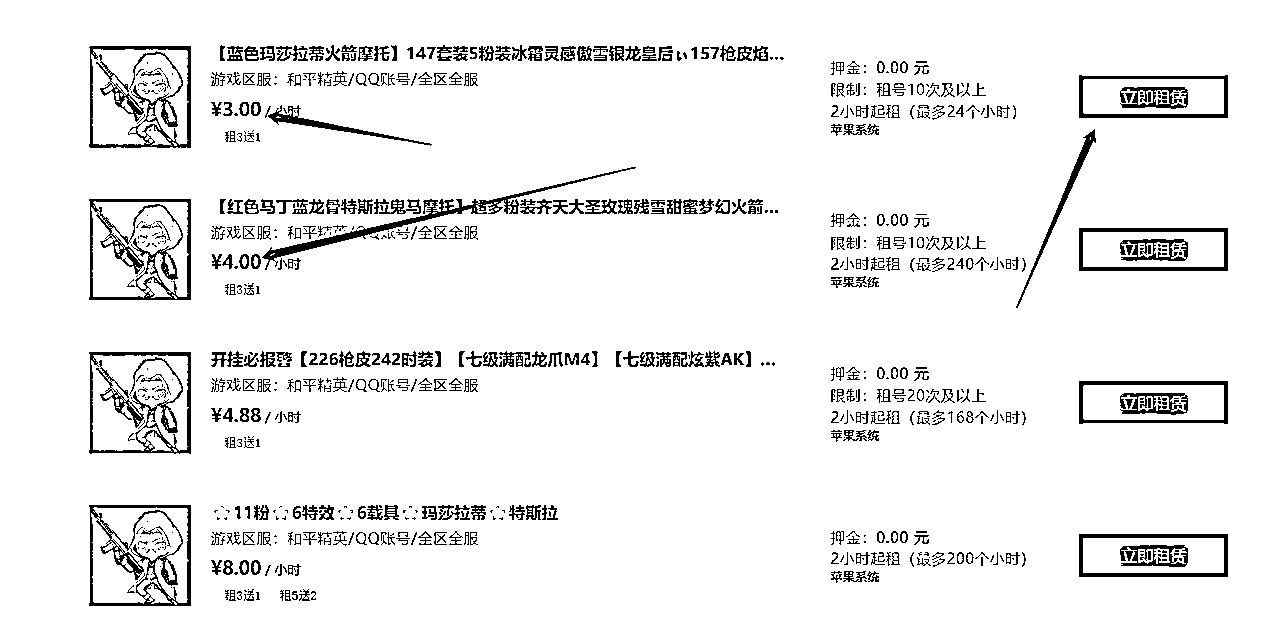 【蓝色玛莎拉蒂火箭摩托】147套装5粉装冰霜灵感傲雪银龙皇后ぃ157枪皮焰...
游戏区服：和平精英/QQ账号/全区全服
¥3.00 / 小时
租3送1
押金：0.00 元
限制：租号10次及以上
2小时起租（最多24个小时）
苹果系统
立即租赁
【红色马丁蓝龙骨特斯拉鬼马摩托】超多粉装齐天大圣玫瑰残雪甜蜜梦幻火箭...
游戏区服：和平精英/QQ账号/全区全服
¥4.00 / 小时
租3送1
押金：0.00 元
限制：租号10次及以上
2小时起租（最多240个小时）
苹果系统
立即租赁
开挂必报警【226枪皮242时装】【七级满配龙爪M4】【七级满配炫紫AK】...
游戏区服：和平精英/QQ账号/全区全服
¥4.88 / 小时
租3送1
押金：0.00 元
限制：租号20次及以上
2小时起租（最多168个小时）
苹果系统
立即租赁
☆11粉☆6特效☆6载具☆玛莎拉蒂☆特斯拉
游戏区服：和平精英/QQ账号/全区全服
¥8.00 / 小时
租3送1 租5送2
押金：0.00 元
2小时起租（最多200个小时）
苹果系统
立即租赁